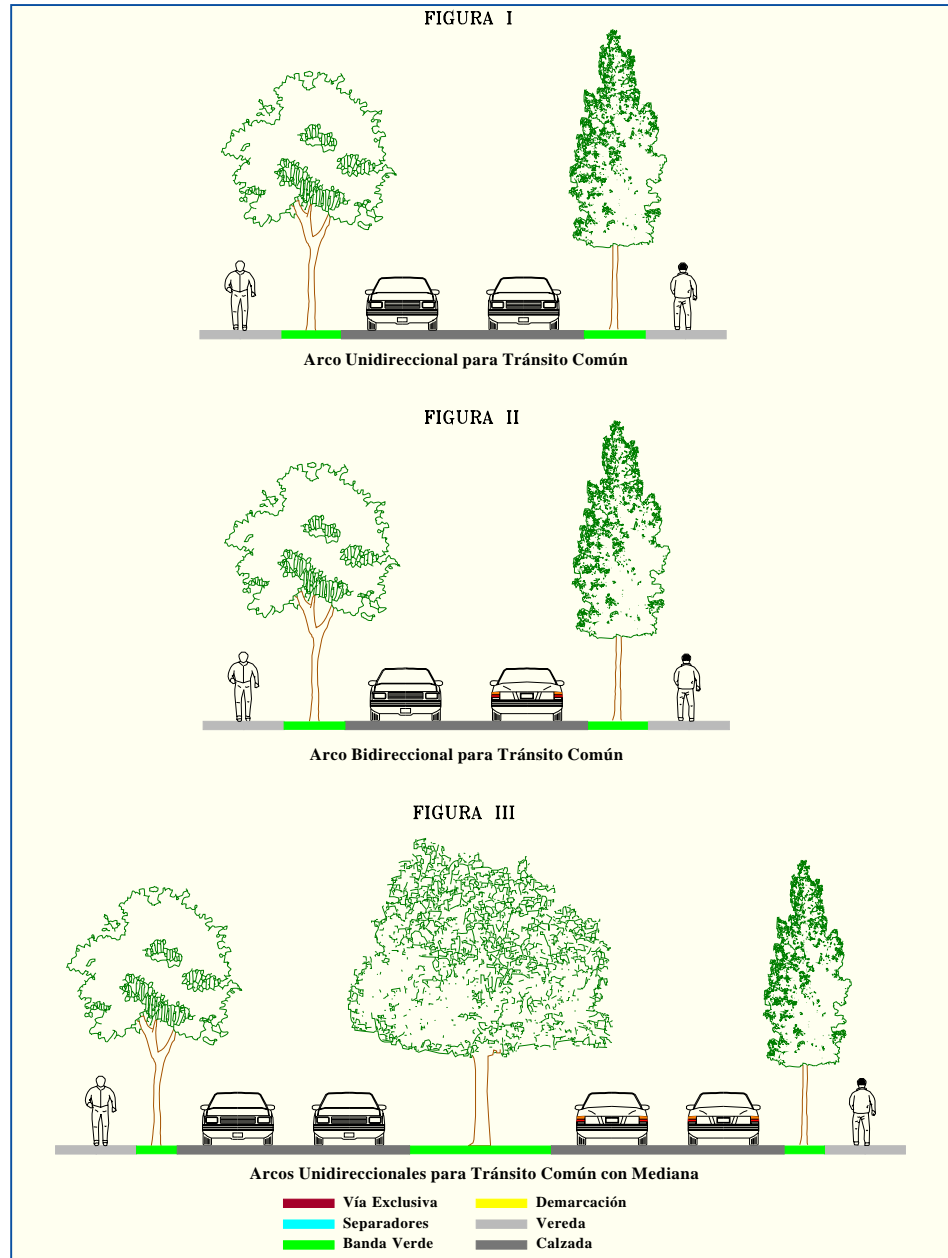 FIGURA I
Arco Unidireccional para Tránsito Común
FIGURA II
Arco Bidireccional para Tránsito Común
FIGURA III
Arcos Unidireccionales para Tránsito Común con Mediana
Vía Exclusiva
Demarcación
Separadores
Vereda
Banda Verde
Calzada